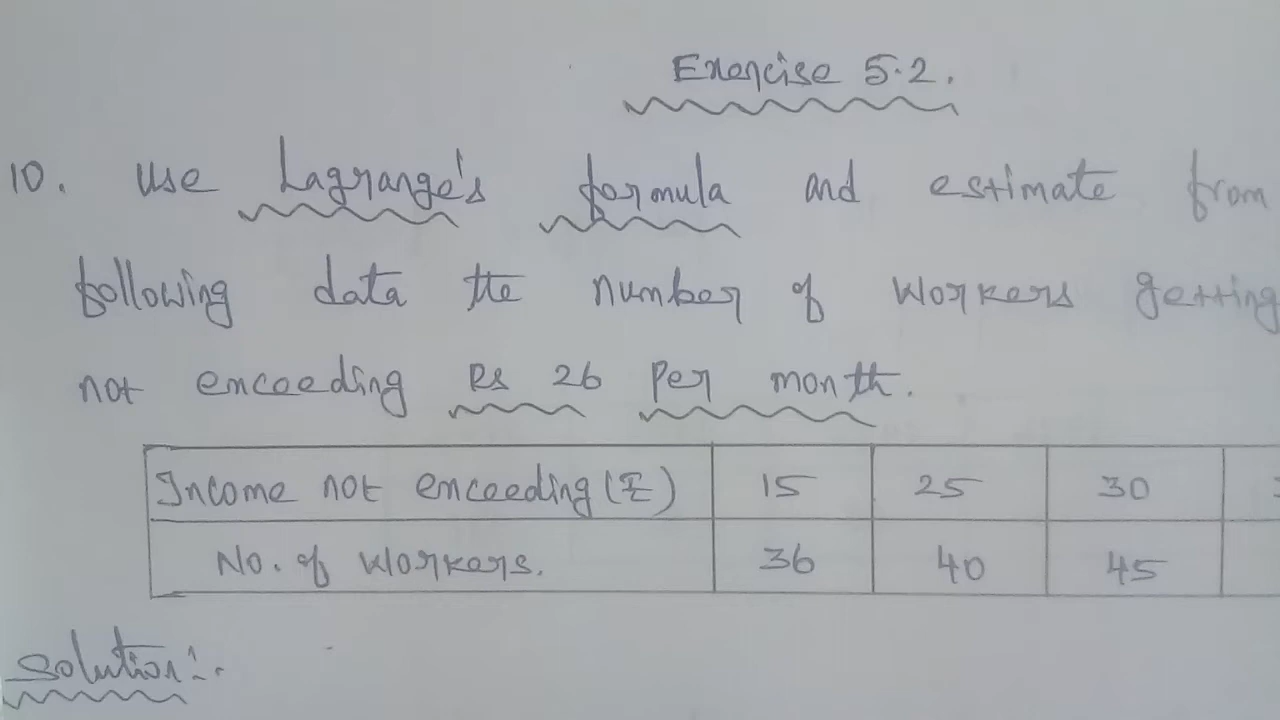 Exercise 5.2.
10. Use Lagrange's formula and estimate from
following data the number of workers getting
not exceeding Rs 26 per month.
Income not exceeding (₹) 15 25 30
No. of workers. 36 40 45
Solution:-